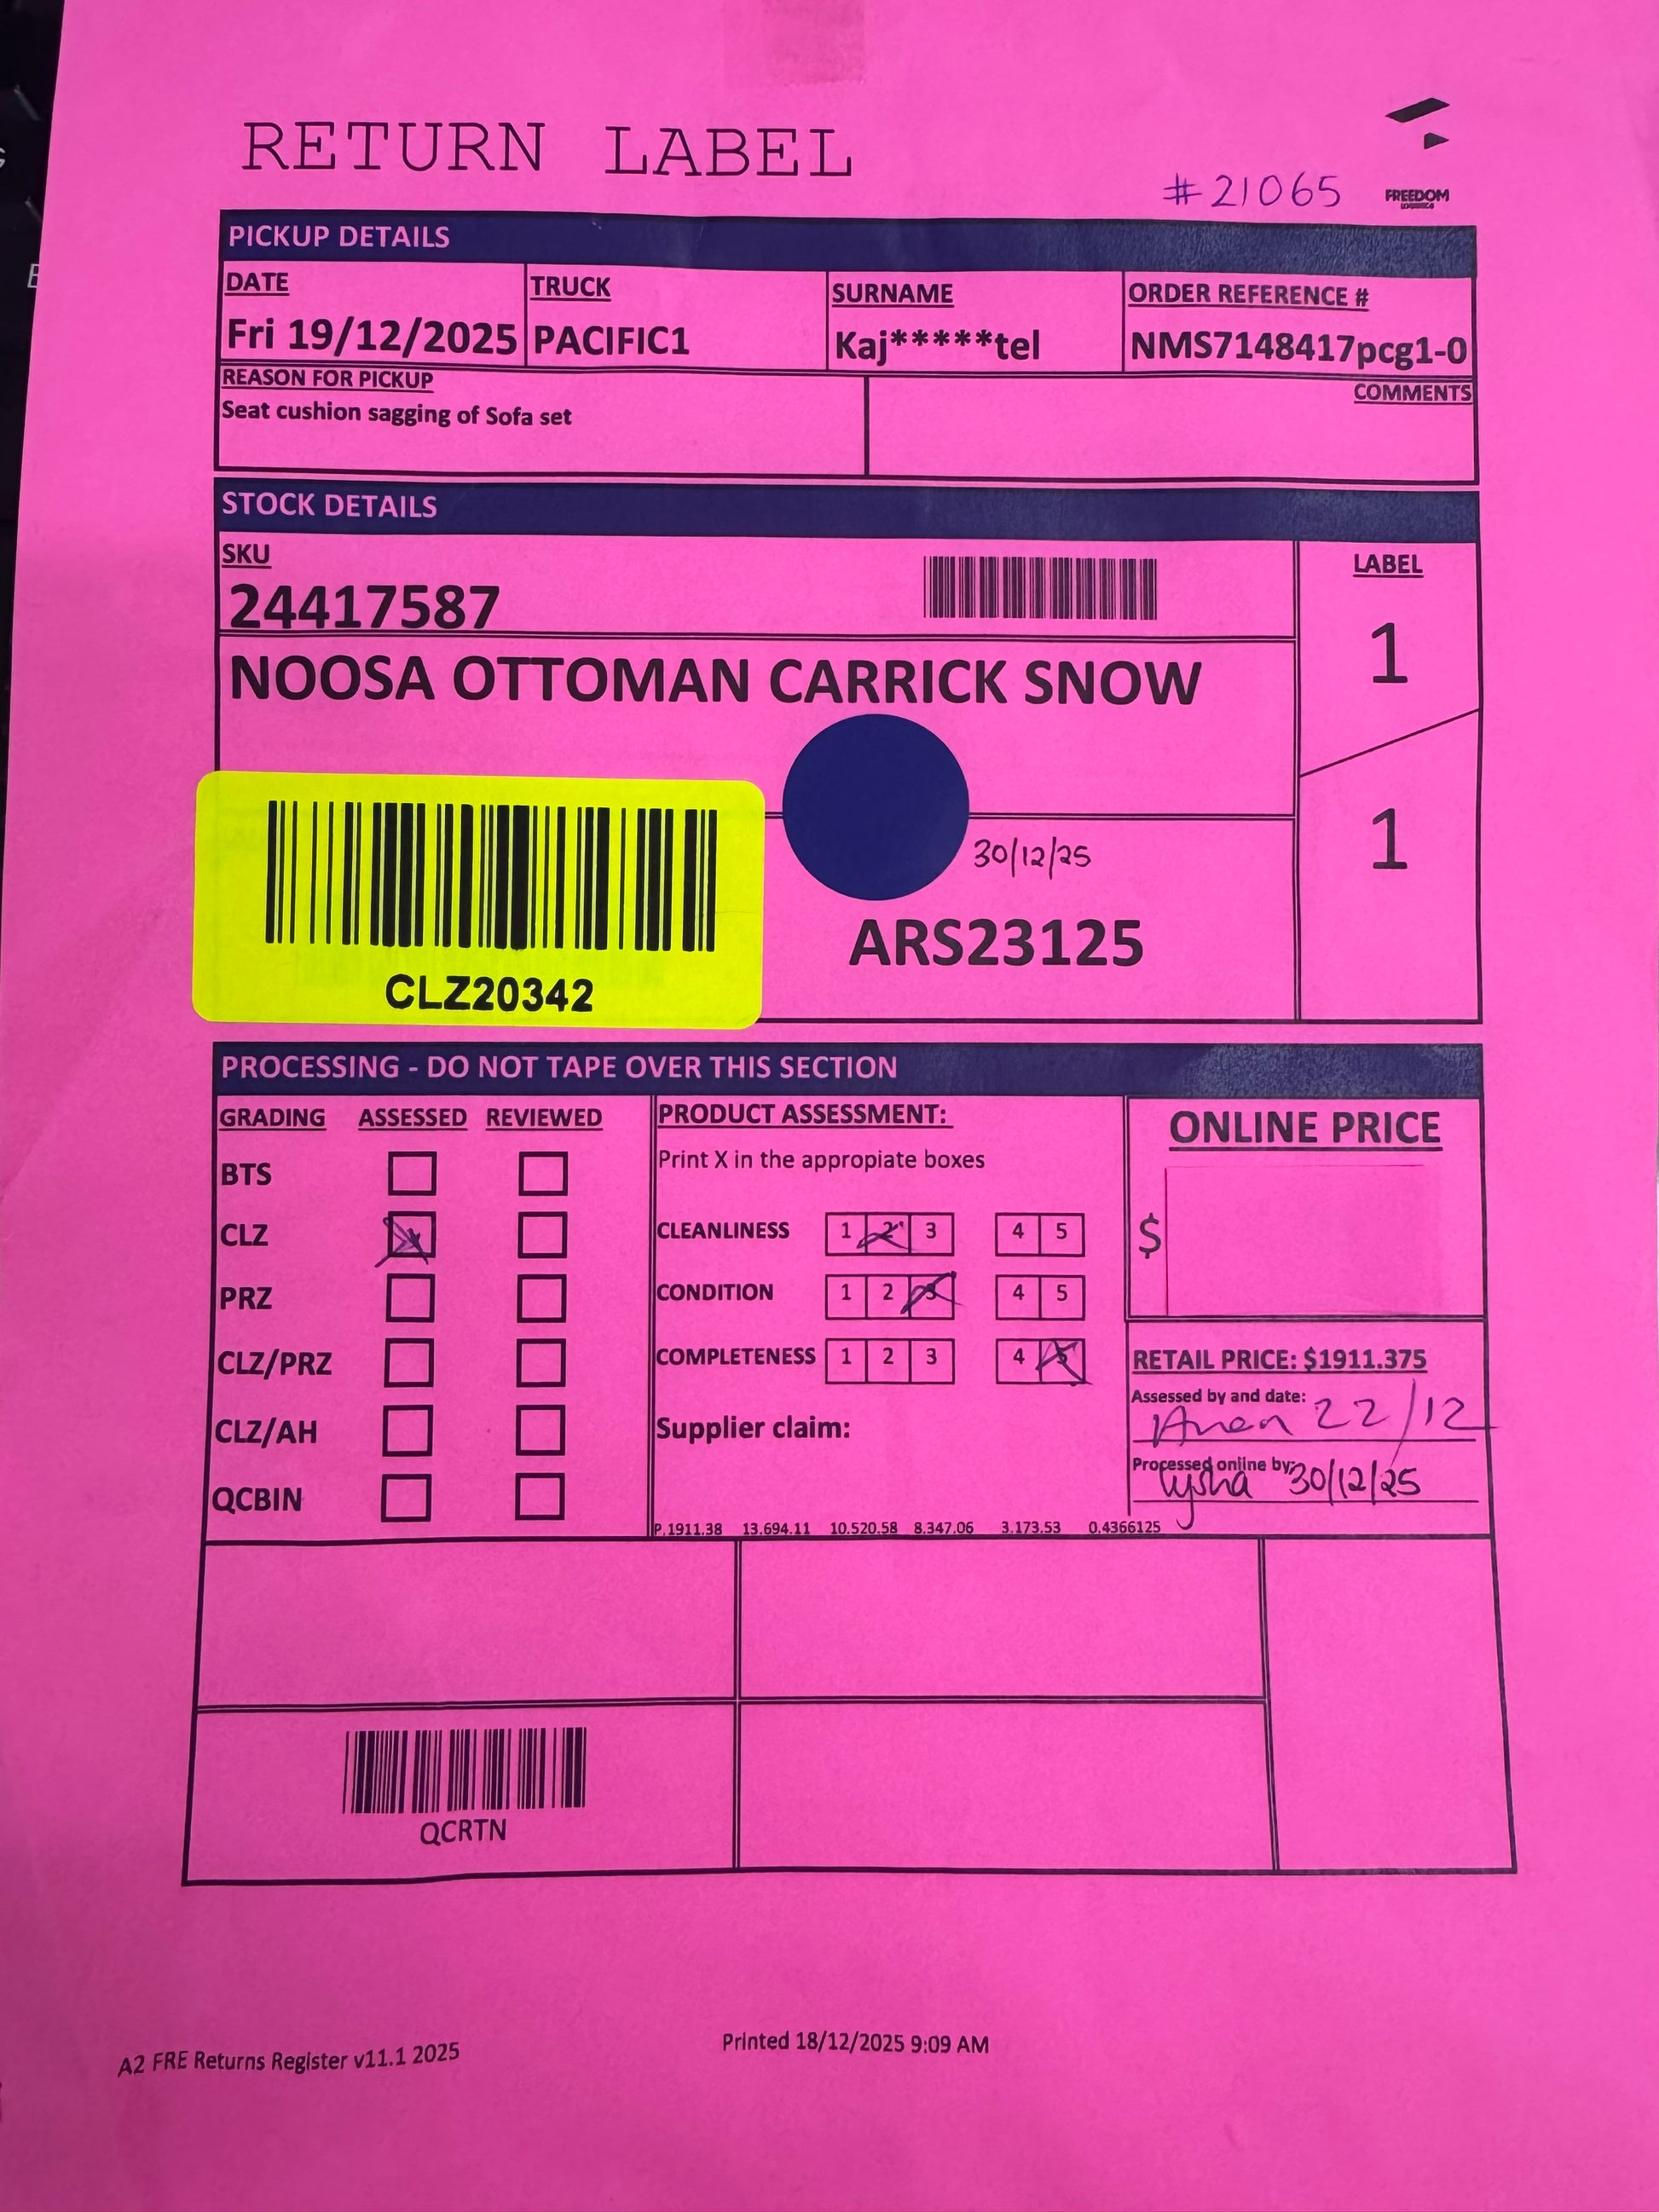 RETURN LABEL
#21065
FREEDOM
PICKUP DETAILS
DATE TRUCK SURNAME ORDER REFERENCE #
Fri 19/12/2025 PACIFIC1 Kaj*****tel NMS7148417pcg1-0
REASON FOR PICKUP COMMENTS
Seat cushion sagging of Sofa set
STOCK DETAILS
SKU LABEL
24417587
1
NOOSA OTTOMAN CARRICK SNOW
1
30/12/25
ARS23125
CLZ20342
PROCESSING - DO NOT TAPE OVER THIS SECTION
GRADING ASSESSED REVIEWED PRODUCT ASSESSMENT: ONLINE PRICE
Print X in the appropiate boxes
BTS
CLZ CLEANLINESS 1 2 3 4 5 $
PRZ CONDITION 1 2 3 4 5
CLZ/PRZ COMPLETENESS 1 2 3 4 5 RETAIL PRICE: $1911.375
Assessed by and date:
22/12
CLZ/AH Supplier claim:
Processed online by:
30/12/25
QCBIN
P.1911.38 13.694.11 10.520.58 8.347.06 3.173.53 0.4366125
QCRTN
A2 FRE Returns Register v11.1 2025 Printed 18/12/2025 9:09 AM